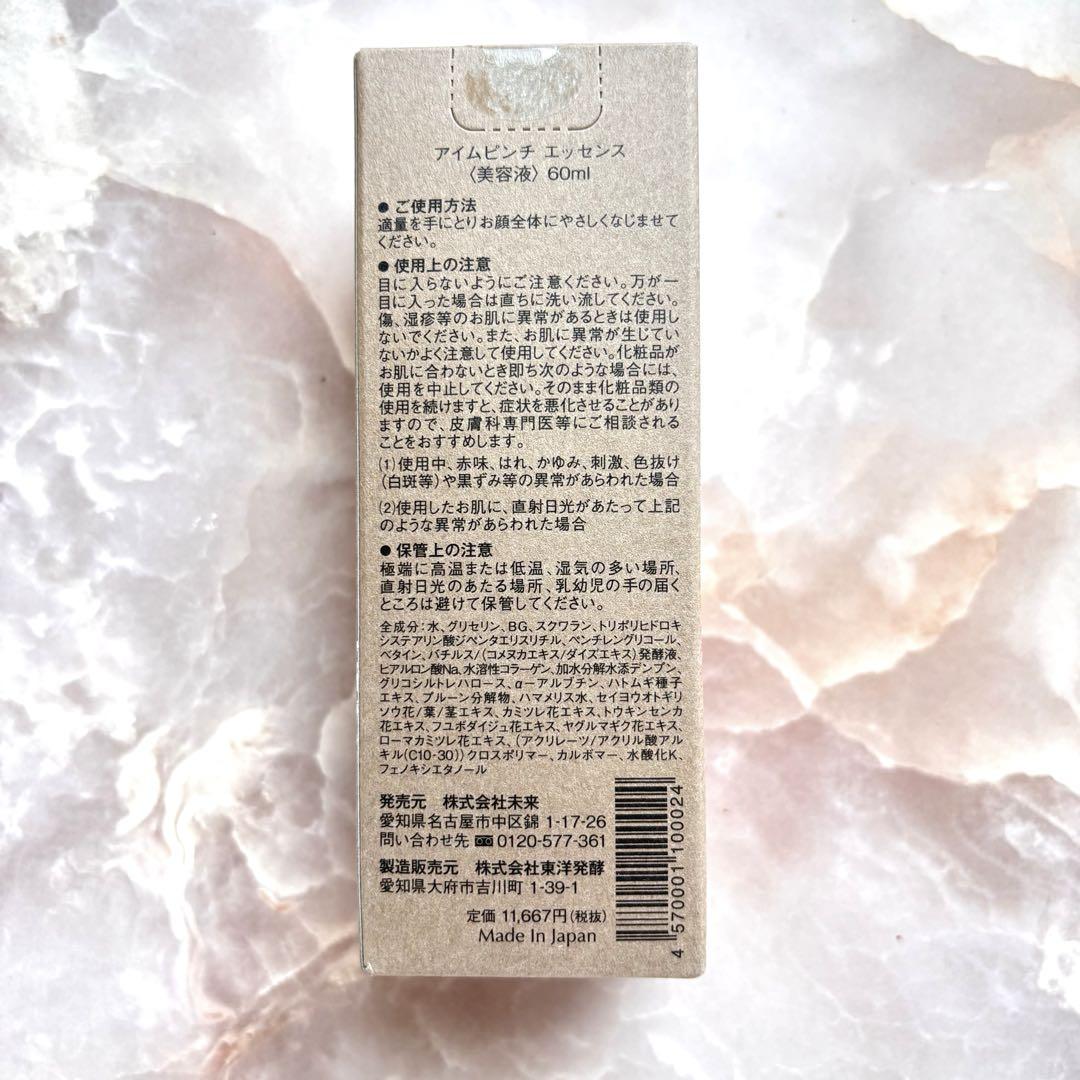 アイムピンチ エッセンス
〈美容液〉 60ml
● ご使用方法
適量を手にとりお顔全体にやさしくなじませて
ください。
● 使用上の注意
目に入らないようにご注意ください。万が一
目に入った場合は直ちに洗い流してください。
傷、湿疹等のお肌に異常があるときは使用し
ないでください。また、お肌に異常が生じてい
ないかよく注意して使用してください。化粧品が
お肌に合わないとき即ち次のような場合には、
使用を中止してください。そのまま化粧品類の
使用を続けますと、症状を悪化させることがあり
ますので、皮膚科専門医等にご相談される
ことをおすすめします。
(1)使用中、赤味、はれ、かゆみ、刺激、色抜け
(白斑等)や黒ずみ等の異常があらわれた場合
(2)使用したお肌に、直射日光があたって上記
のような異常があらわれた場合
● 保管上の注意
極端に高温または低温、湿気の多い場所、
直射日光のあたる場所、乳幼児の手の届く
ところは避けて保管してください。
全成分：水、グリセリン、BG、スクワラン、トリポリヒドロキ
システアリン酸ジペンタエリスリチル、ペンチレングリコール、
ベタイン、バチルス/（コメヌカエキス/ダイズエキス）発酵液、
ヒアルロン酸Na、水溶性コラーゲン、加水分解水添デンプン、
グリコシルトレハロース、α－アルブチン、ハトムギ種子
エキス、プルーン分解物、ハマメリス水、セイヨウオトギリ
ソウ花/葉/茎エキス、カミツレ花エキス、トウキンセンカ
花エキス、フユボダイジュ花エキス、ヤグルマギク花エキス、
ローマカミツレ花エキス、（アクリレーツ/アクリル酸アル
キル(C10-30)）クロスポリマー、カルボマー、水酸化K、
フェノキシエタノール
発売元　株式会社未来
愛知県名古屋市中区錦 1-17-26
問い合わせ先 0120-577-361
製造販売元　株式会社東洋発酵
愛知県大府市吉川町 1-39-1
定価 11,667円(税抜)
Made In Japan
4 570001 100024